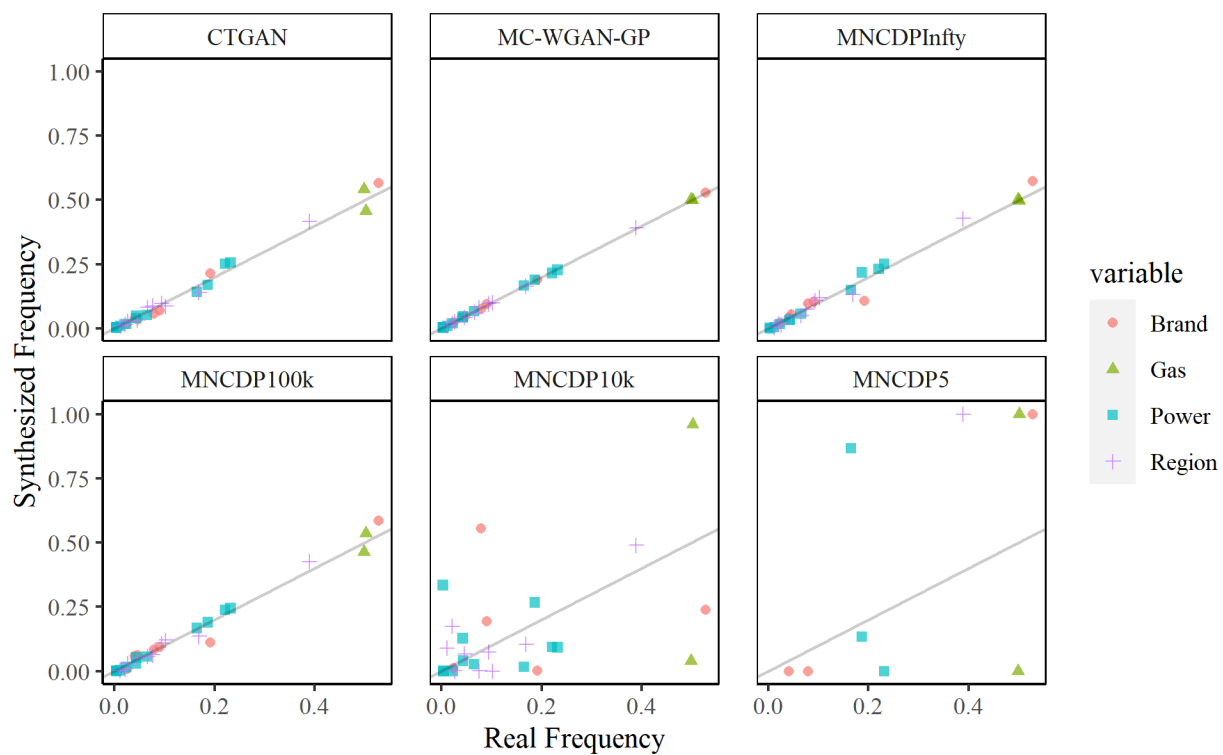 CTGAN MC-WGAN-GP MNCDPInfty
1.00
0.75
0.50
0.25
0.00
MNCDP100k MNCDP10k MNCDP5
1.00
0.75
0.50
0.25
0.00
0.0 0.2 0.4 0.0 0.2 0.4 0.0 0.2 0.4
Real Frequency
Synthesized Frequency
variable
Brand
Gas
Power
Region